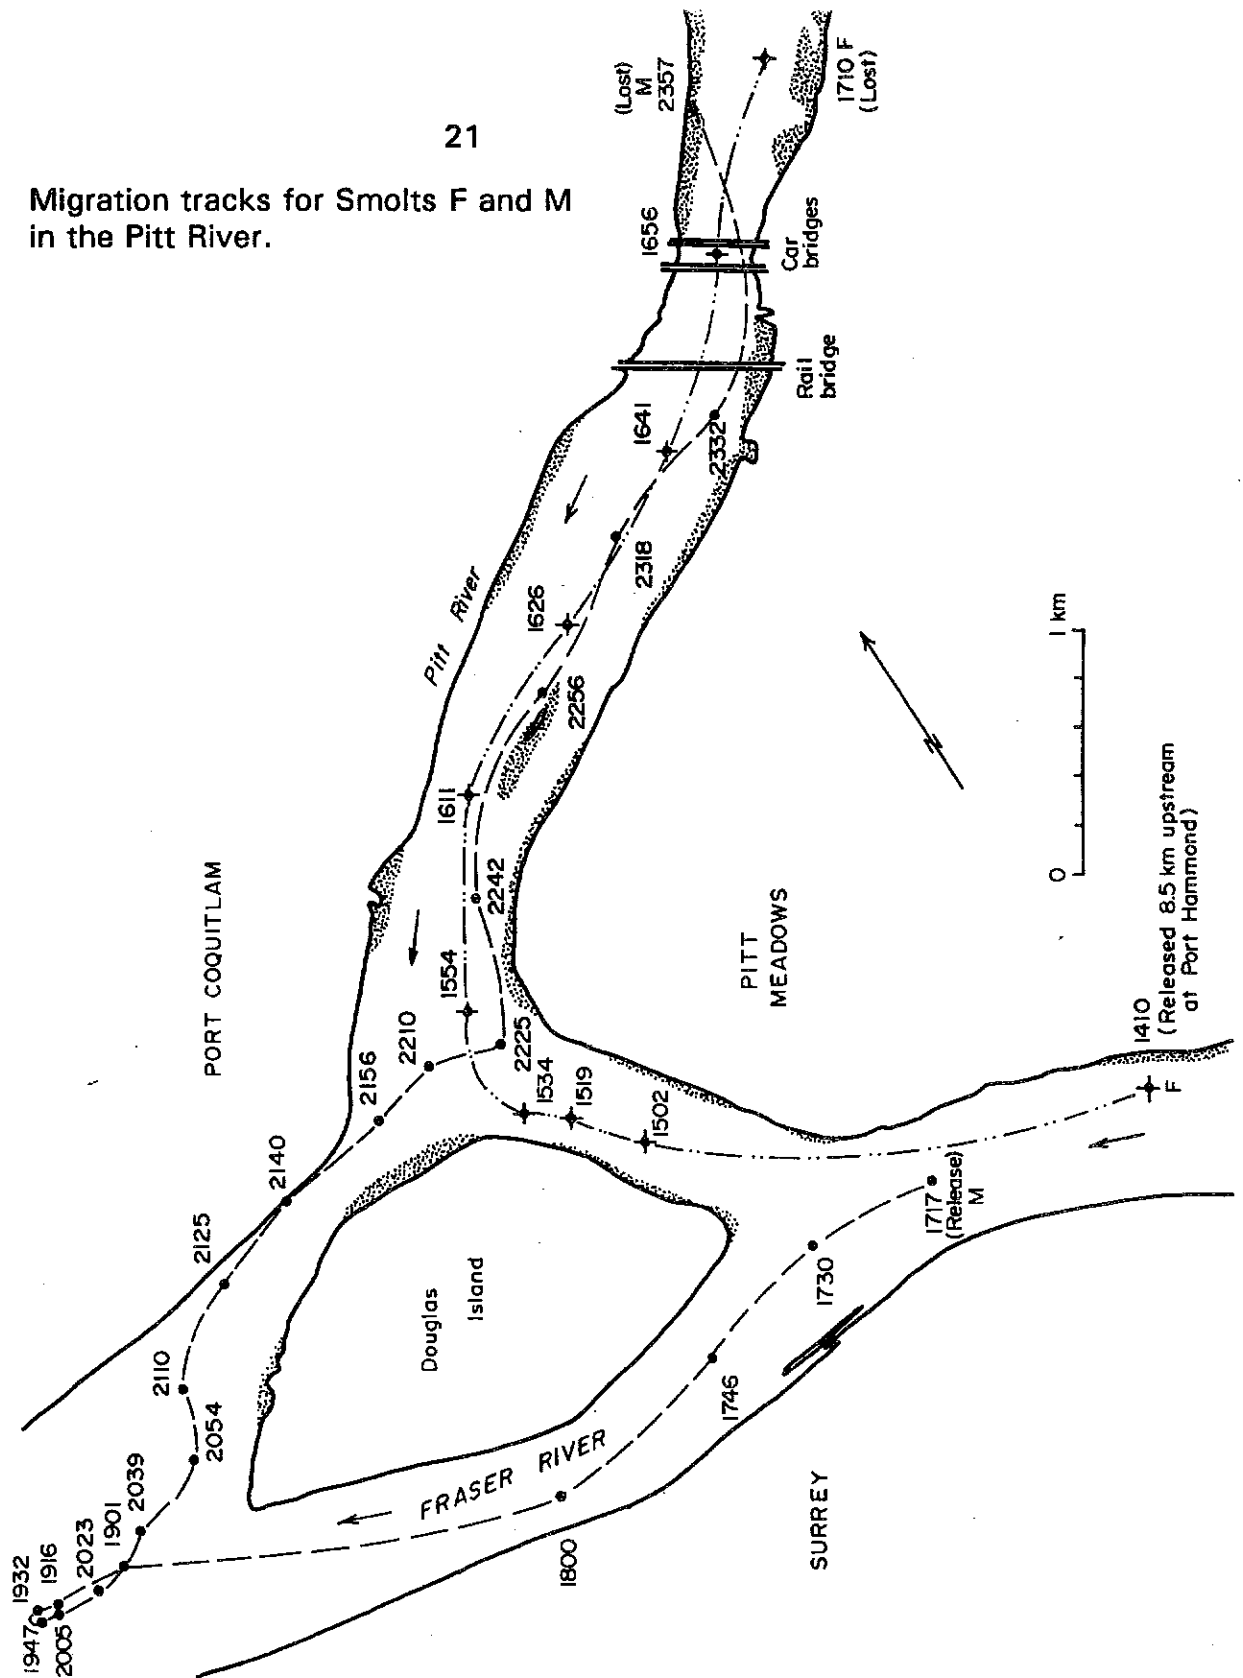 21
Migration tracks for Smolts F and M
in the Pitt River.
(Lost)
M
2357
1710 F
(Lost)
1656
Car
bridges
Rail
bridge
1641
2332
2318
1626
2256
Pitt River
1611
2242
1554
2225
2210
2156
2140
2125
2110
2054
2039
1901
2023
1916
1932
1947
2005
PORT COQUITLAM
PITT
MEADOWS
1534
1519
1502
1410
(Released 8.5 km upstream
at Port Hammond)
F
1717
(Release)
M
1730
1746
1800
Douglas
Island
FRASER RIVER
SURREY
0
1 km
N